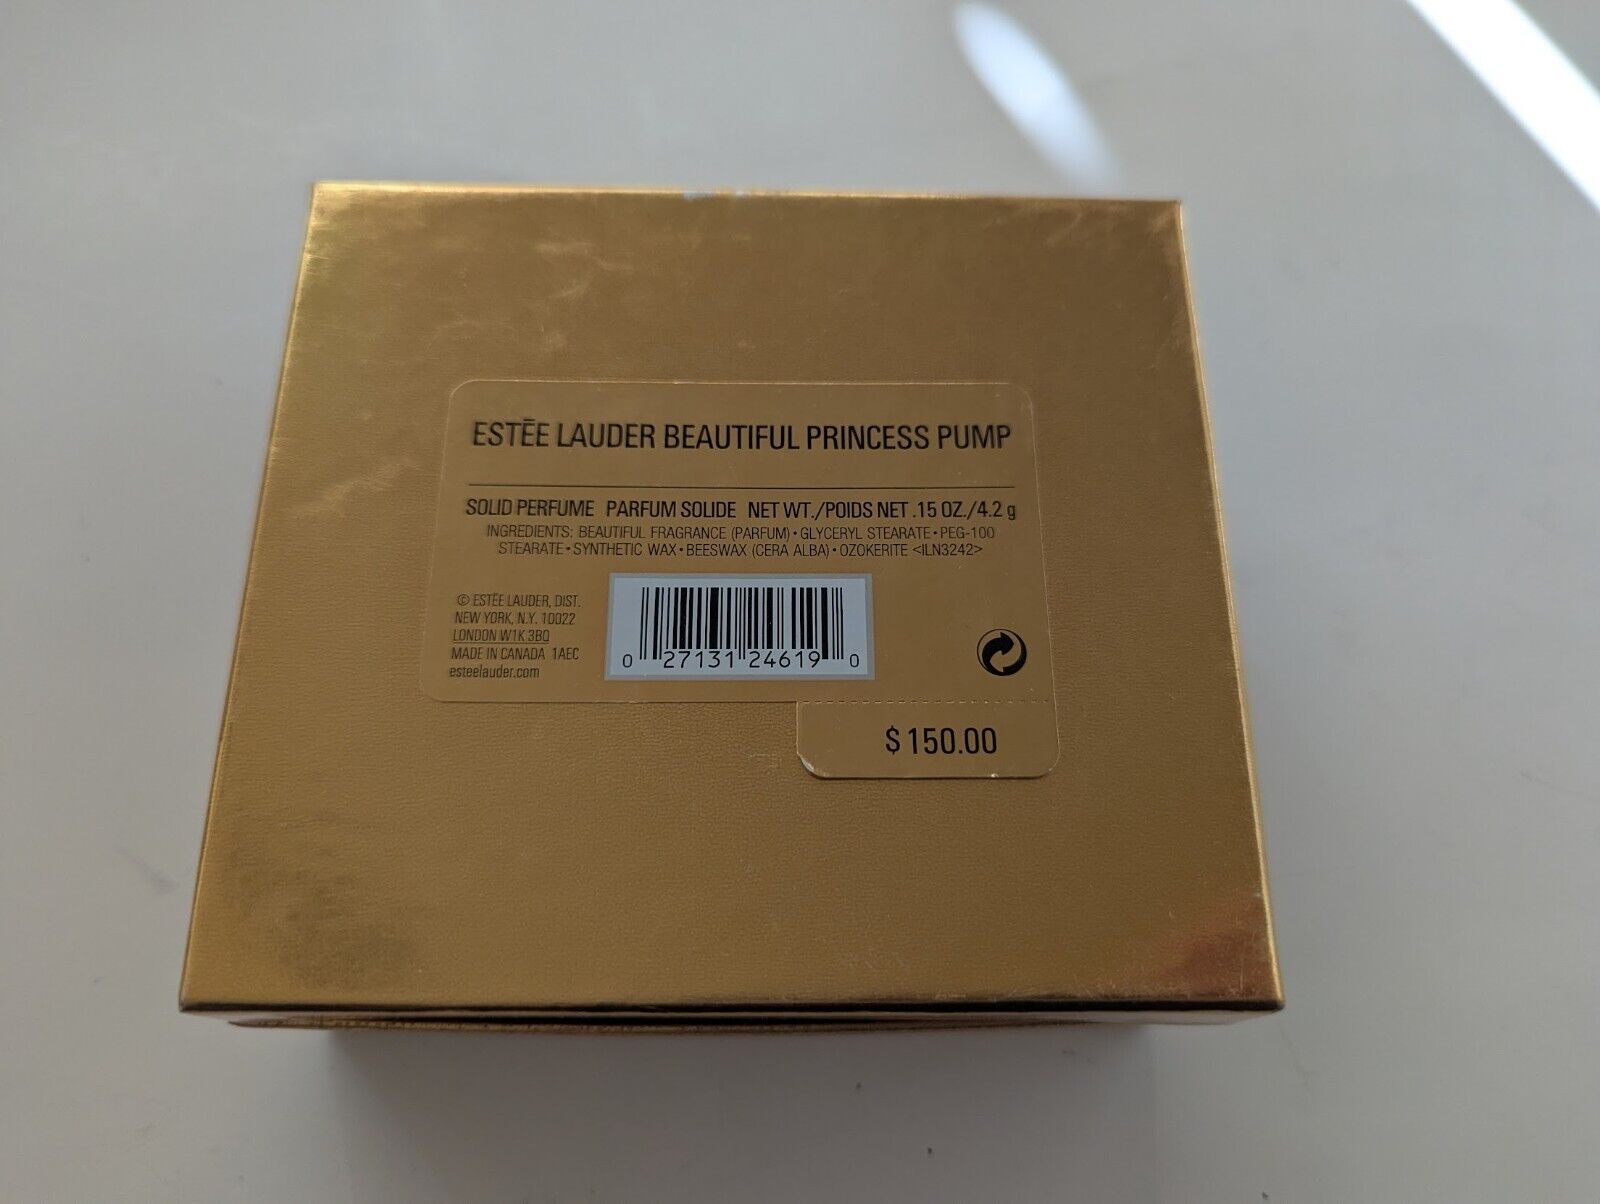 ESTĒE LAUDER BEAUTIFUL PRINCESS PUMP
SOLID PERFUME PARFUM SOLIDE NET WT./POIDS NET .15 OZ./4.2 g
INGREDIENTS: BEAUTIFUL FRAGRANCE (PARFUM) • GLYCERYL STEARATE • PEG-100
STEARATE • SYNTHETIC WAX • BEESWAX (CERA ALBA) • OZOKERITE <ILN3242>
© ESTĒE LAUDER, DIST.
NEW YORK, N.Y. 10022
LONDON W1K 3BQ
MADE IN CANADA 1AEC
esteelauder.com
0 27131 24619 0
$ 150.00